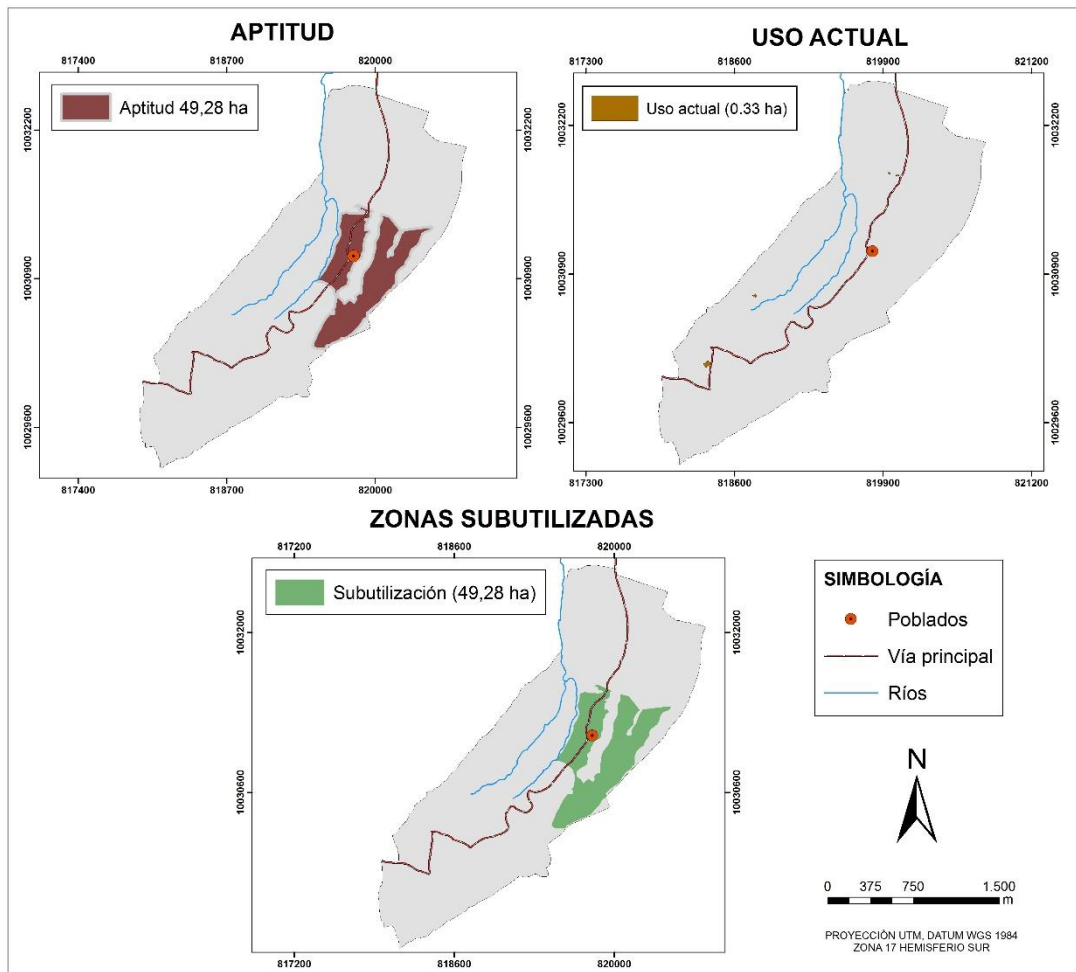 APTITUD
817400 818700 820000
Aptitud 49,28 ha
10032200
10030900
10029600
10032200
10030900
10029600
817400 818700 820000
USO ACTUAL
817300 818600 819900 821200
Uso actual (0.33 ha)
10032200
10030900
10029600
10032200
10030900
10029600
817300 818600 819900 821200
ZONAS SUBUTILIZADAS
817200 818600 820000
Subutilización (49,28 ha)
10032000
10030600
10032000
10030600
817200 818600 820000
SIMBOLOGÍA
Poblados
Vía principal
Ríos
N
0 375 750 1.500
m
PROYECCIÓN UTM, DATUM WGS 1984
ZONA 17 HEMISFERIO SUR